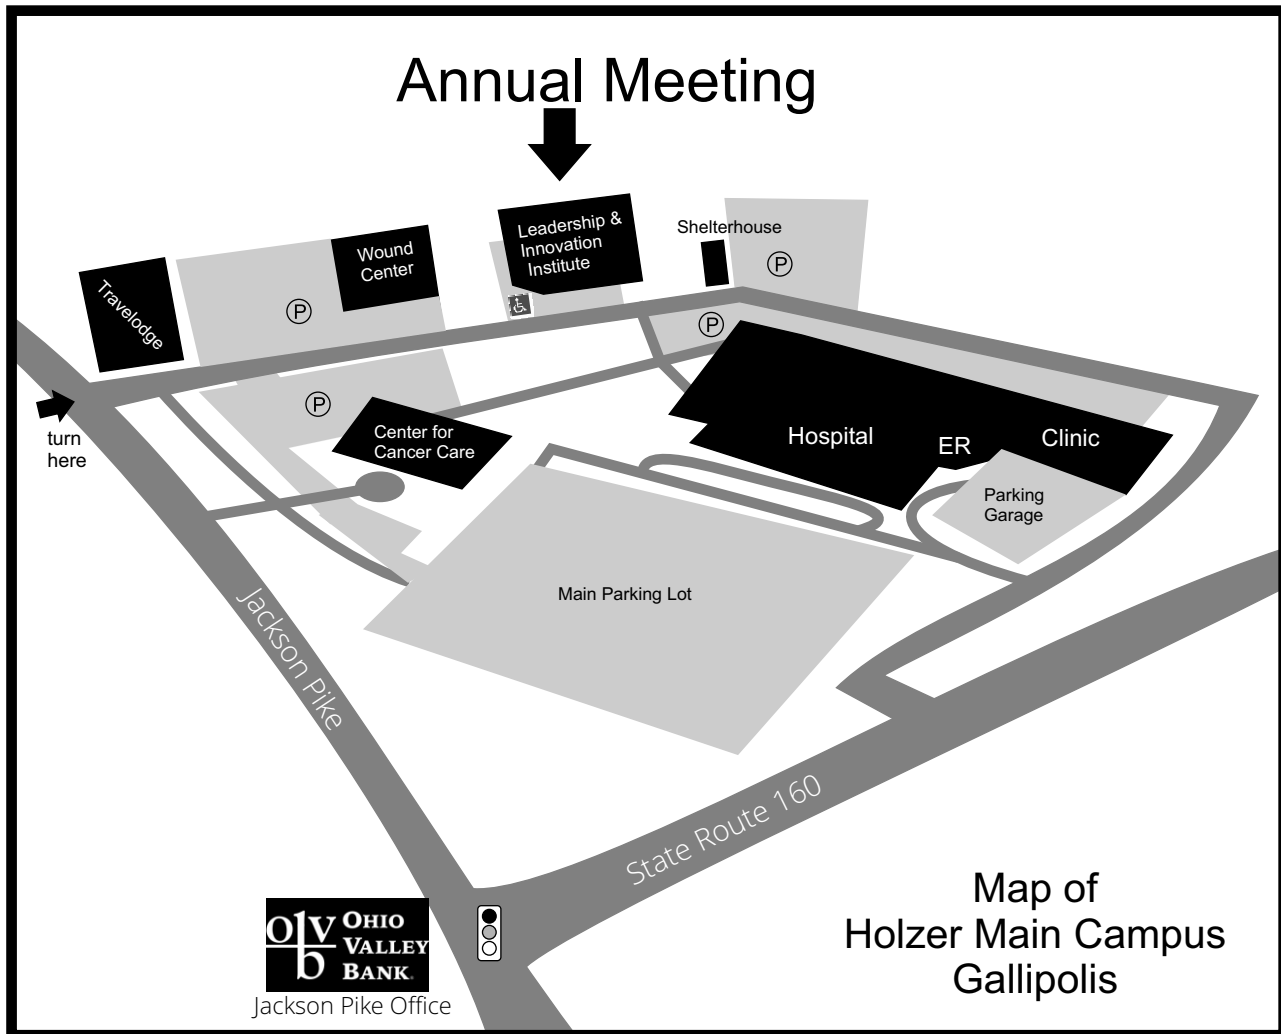 Annual Meeting
Leadership &
Innovation
Institute
Shelterhouse
Wound
Center
P
Travelodge
P
P
P
turn
here
Center for
Cancer Care
Hospital
ER
Clinic
Parking
Garage
Main Parking Lot
Jackson Pike
State Route 160
Map of
Holzer Main Campus
Gallipolis
ovb
OHIO
VALLEY
BANK.
Jackson Pike Office